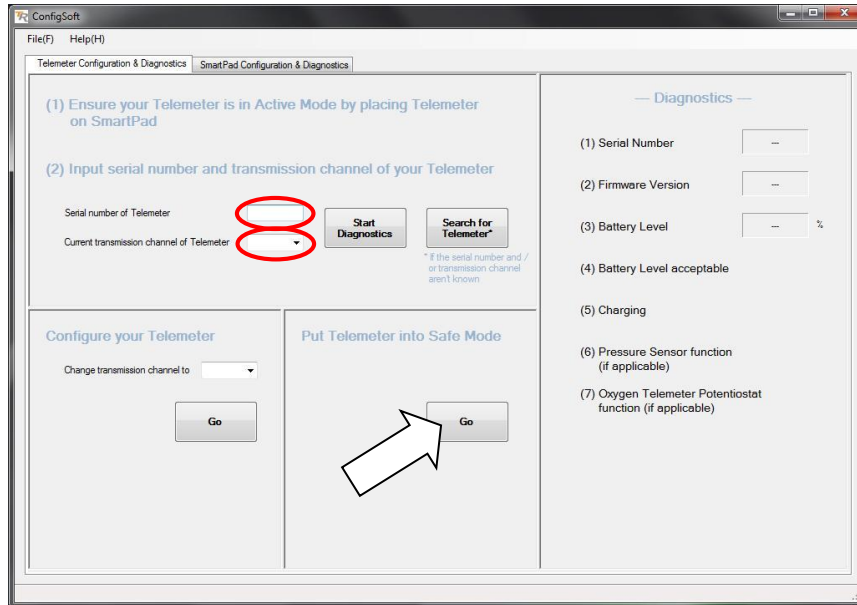 ConfigSoft
File(F) Help(H)
Telemeter Configuration & Diagnostics SmartPad Configuration & Diagnostics
(1) Ensure your Telemeter is in Active Mode by placing Telemeter
on SmartPad
(2) Input serial number and transmission channel of your Telemeter
Serial number of Telemeter
Current transmission channel of Telemeter
Start
Diagnostics
Search for
Telemeter*
* If the serial number and /
or transmission channel
aren't known
Configure your Telemeter
Change transmission channel to
Go
Put Telemeter into Safe Mode
Go
--- Diagnostics ---
(1) Serial Number ---
(2) Firmware Version ---
(3) Battery Level --- %
(4) Battery Level acceptable
(5) Charging
(6) Pressure Sensor function
(if applicable)
(7) Oxygen Telemeter Potentiostat
function (if applicable)